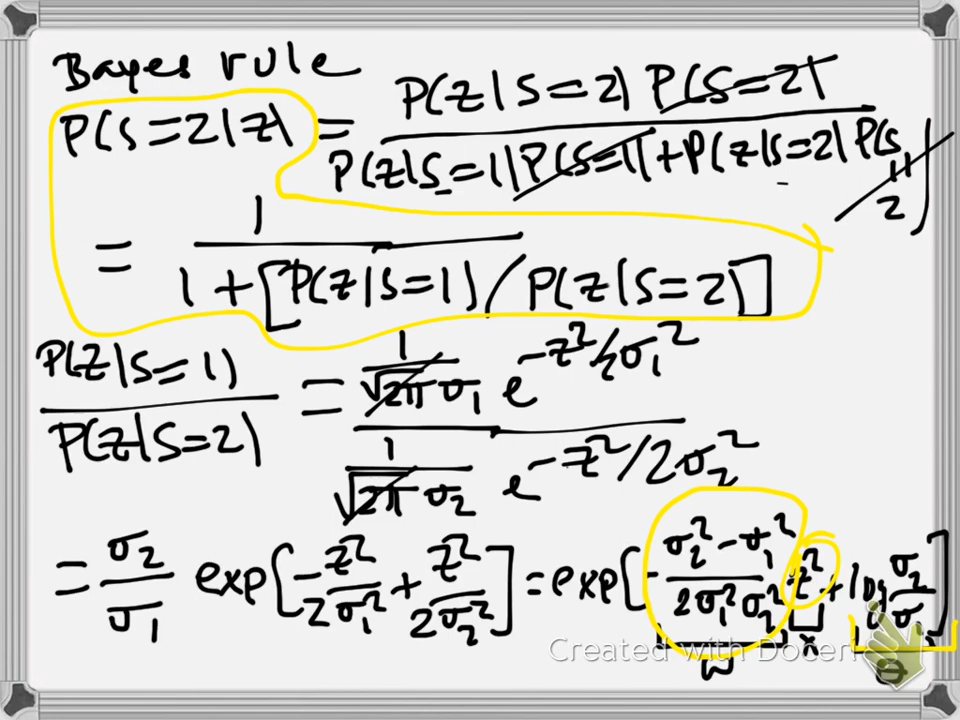 Bayes rule
P(S=2|z) = P(z|S=2) P(S=2) / P(z|S=1) P(S=1) + P(z|S=2) P(S=2)
= 1 / 1 + [P(z|S=1) / P(z|S=2)]
P(z|S=1) / P(z|S=2) = 1/√2π σ₁ e^-z²/2σ₁² / 1/√2π σ₂ e^-z²/2σ₂²
= σ₂/σ₁ exp[-z²/2σ₁² + z²/2σ₂²] = exp[-σ₂²-σ₁²/2σ₁²σ₂² z² + log σ₂/σ₁]
w x θ
Created with Doceri